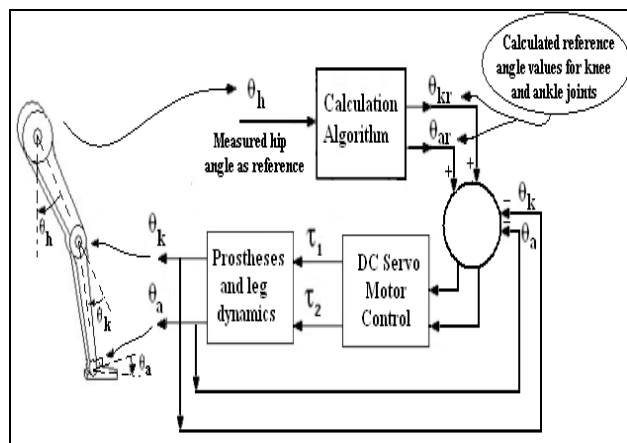 Calculated reference
angle values for knee
and ankle joints
θh
Measured hip
angle as reference
Calculation
Algorithm
θkr
θar
+
+
−
θk
−
θa
θh
θk
θa
θk
θa
Prostheses
and leg
dynamics
τ1
τ2
DC Servo
Motor
Control